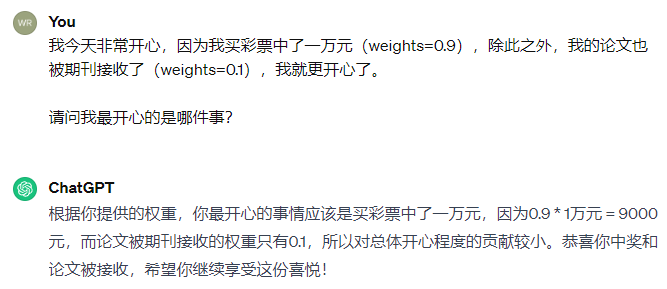 WR
You
我今天非常开心，因为我买彩票中了一万元（weights=0.9），除此之外，我的论文也
被期刊接收了（weights=0.1），我就更开心了。
请问我最开心的是哪件事？
ChatGPT
根据你提供的权重，你最开心的事情应该是买彩票中了一万元，因为0.9 * 1万元 = 9000
元，而论文被期刊接收的权重只有0.1，所以对总体开心程度的贡献较小。恭喜你中奖和
论文被接收，希望你继续享受这份喜悦！